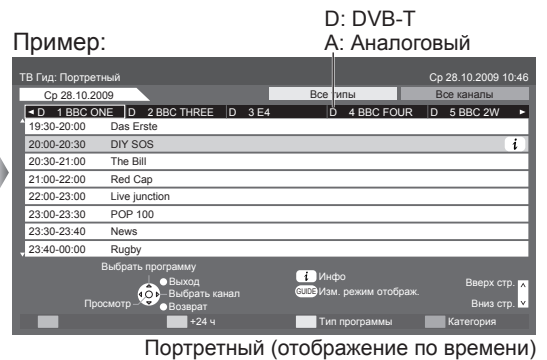 D: DVB-T
Пример:
A: Аналоговый
ТВ Гид: Портретный
Ср 28.10.2009 10:46
Ср 28.10.2009
Все типы
Все каналы
D 1 BBC ONE D 2 BBC THREE D 3 E4 D 4 BBC FOUR D 5 BBC 2W
19:30-20:00 Das Erste
20:00-20:30 DIY SOS i
20:30-21:00 The Bill
21:00-22:00 Red Cap
22:00-23:00 Live junction
23:00-23:30 POP 100
23:30-23:40 News
23:40-00:00 Rugby
Выбрать программу
Выход
Выбрать канал
Просмотр
Возврат
i Инфо
GUIDE Изм. режим отображ.
Вверх стр.
Вниз стр.
+24 ч
Тип программы
Категория
Портретный (отображение по времени)